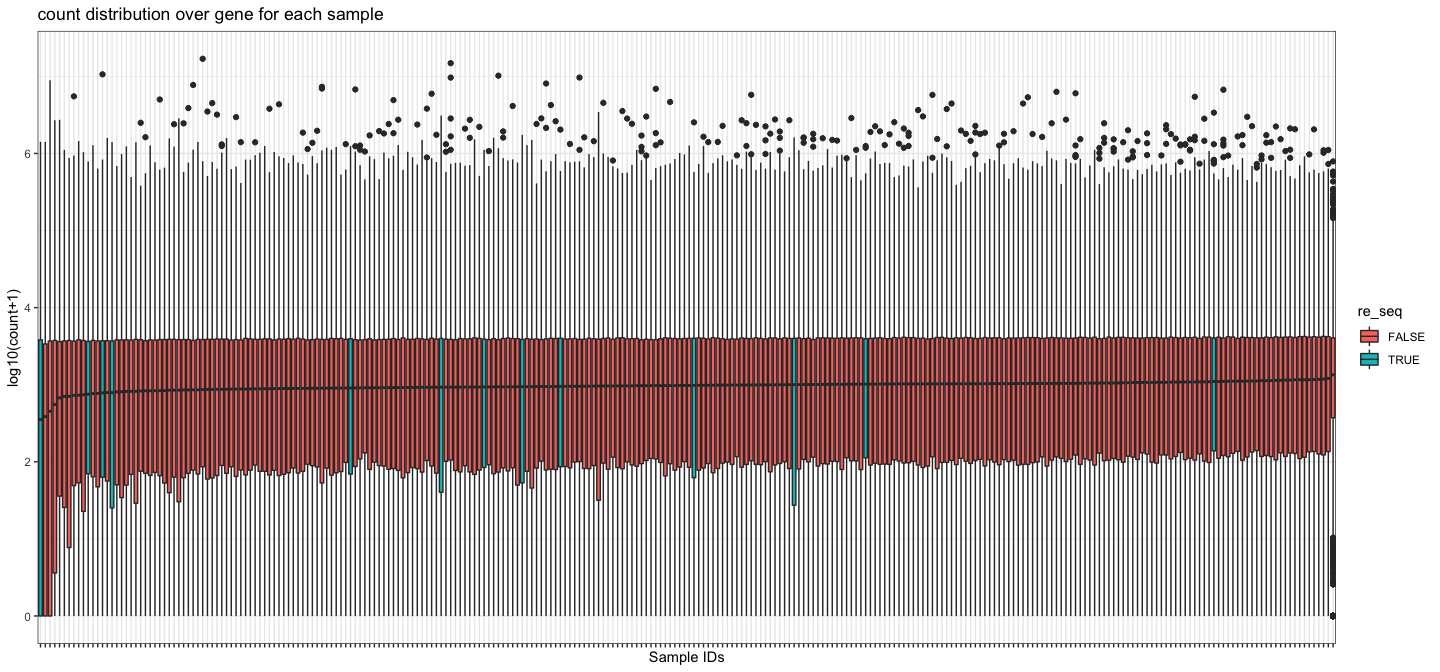 count distribution over gene for each sample
log10(count+1)
6
4
2
0
Sample IDs
re_seq
FALSE
TRUE